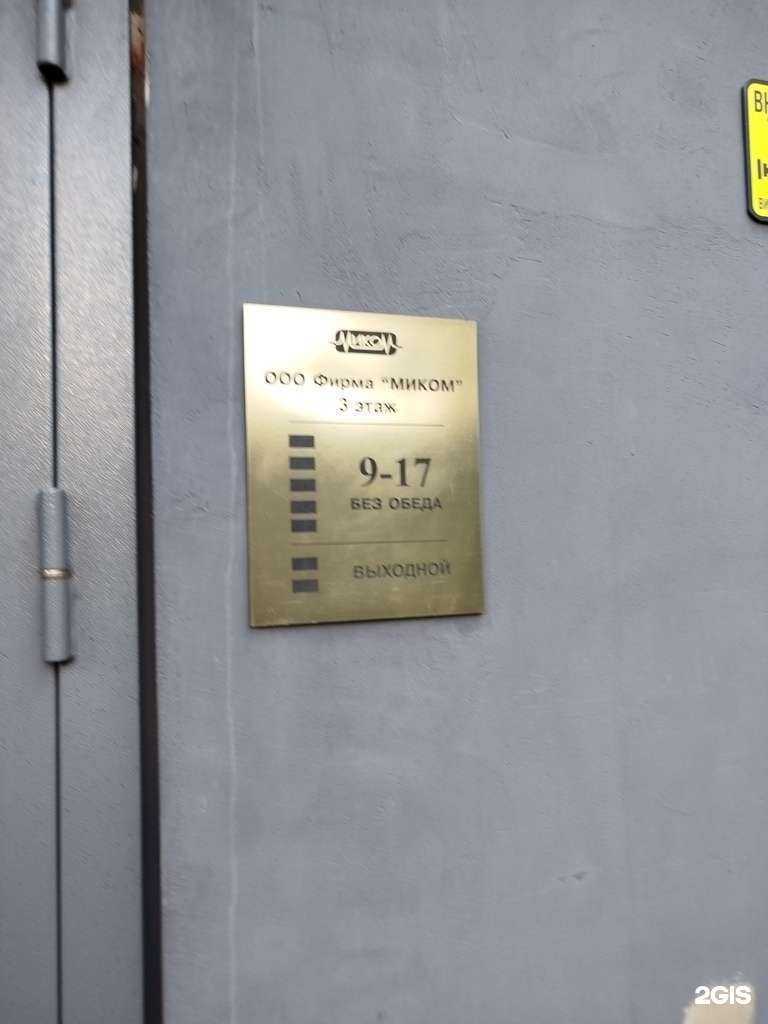 МИКОМ
ООО Фирма "МИКОМ"
3 этаж
9-17
БЕЗ ОБЕДА
ВЫХОДНОЙ
2GIS